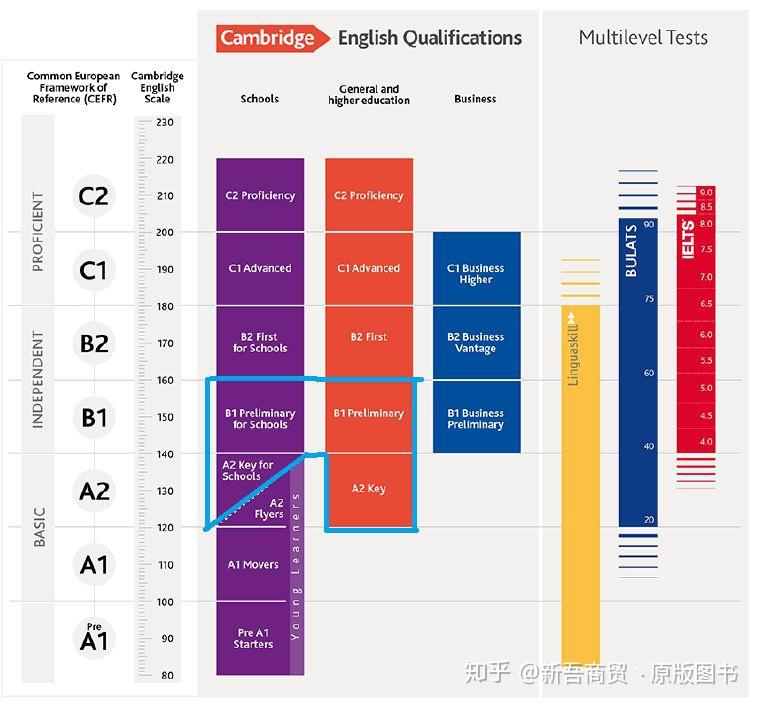 Cambridge English Qualifications
Multilevel Tests
Common European
Framework of
Reference (CEFR)
Cambridge
English
Scale
Schools
General and
higher education
Business
PROFICIENT
INDEPENDENT
BASIC
C2
C1
B2
B1
A2
A1
Pre
A1
230
220
210
200
190
180
170
160
150
140
130
120
110
100
90
80
C2 Proficiency
C1 Advanced
B2 First
for Schools
B1 Preliminary
for Schools
A2 Key for
Schools
A2
Flyers
A1 Movers
Pre A1
Starters
Young Learners
C2 Proficiency
C1 Advanced
B2 First
B1 Preliminary
A2 Key
C1 Business
Higher
B2 Business
Vantage
B1 Business
Preliminary
Linguaskill
BULATS
90
75
60
40
20
IELTS
9.0
8.5
8.0
7.5
7.0
6.5
6.0
5.5
5.0
4.5
4.0
知乎 @新吾商贸丶原版图书